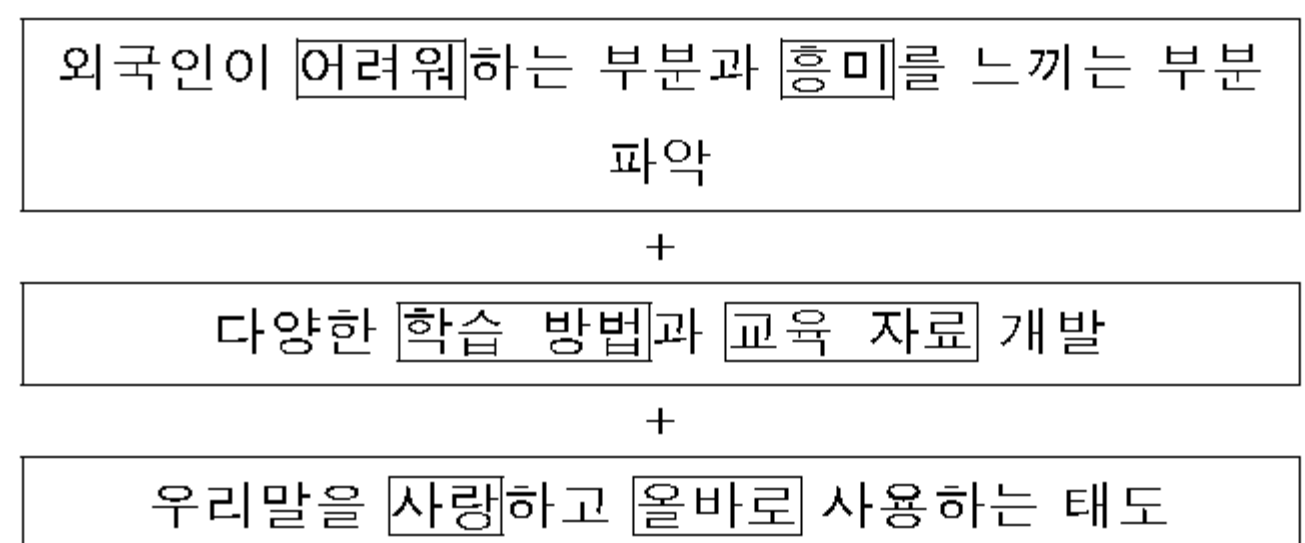 외국인이 어려워하는 부분과 흥미를 느끼는 부분
파악
+
다양한 학습 방법과 교육 자료 개발
+
우리말을 사랑하고 올바로 사용하는 태도